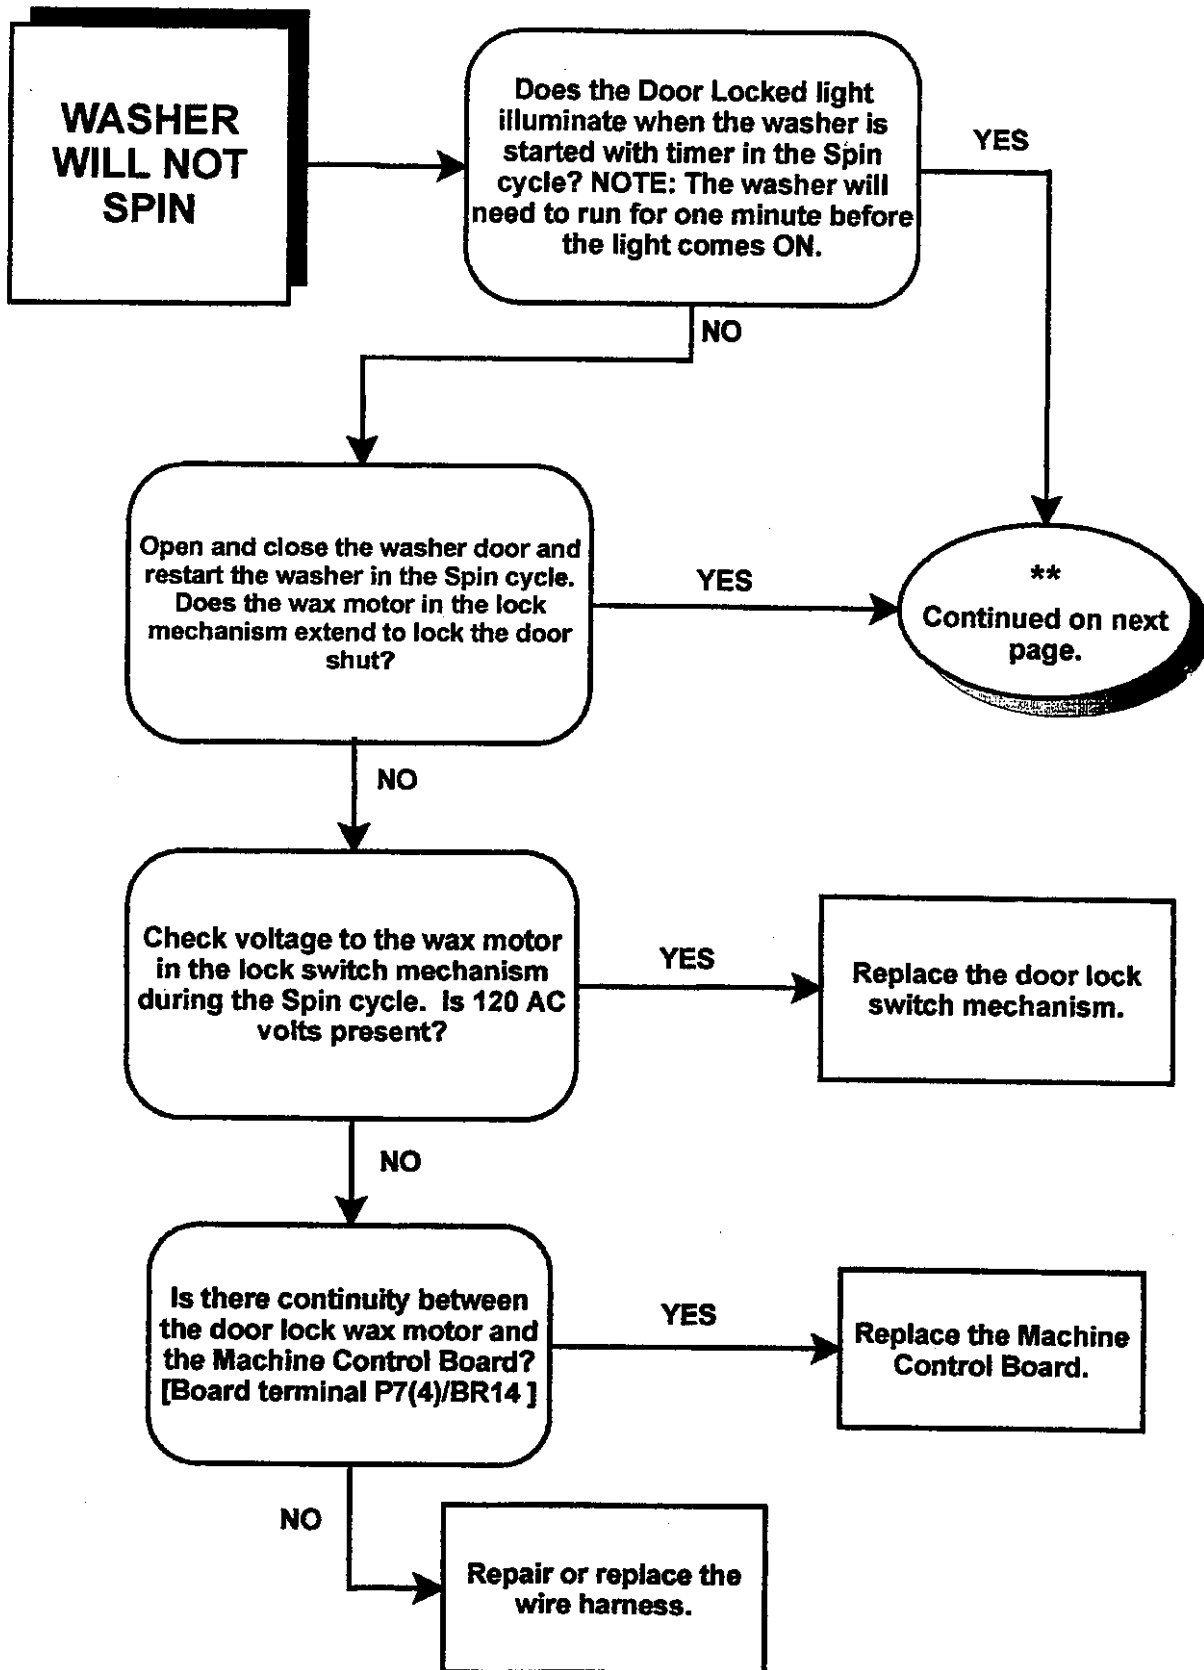 WASHER
WILL NOT
SPIN
Does the Door Locked light
illuminate when the washer is
started with timer in the Spin
cycle? NOTE: The washer will
need to run for one minute before
the light comes ON.
YES
NO
Open and close the washer door and
restart the washer in the Spin cycle.
Does the wax motor in the lock
mechanism extend to lock the door
shut?
YES
**
Continued on next
page.
NO
Check voltage to the wax motor
in the lock switch mechanism
during the Spin cycle. Is 120 AC
volts present?
YES
Replace the door lock
switch mechanism.
NO
Is there continuity between
the door lock wax motor and
the Machine Control Board?
[Board terminal P7(4)/BR14 ]
YES
Replace the Machine
Control Board.
NO
Repair or replace the
wire harness.